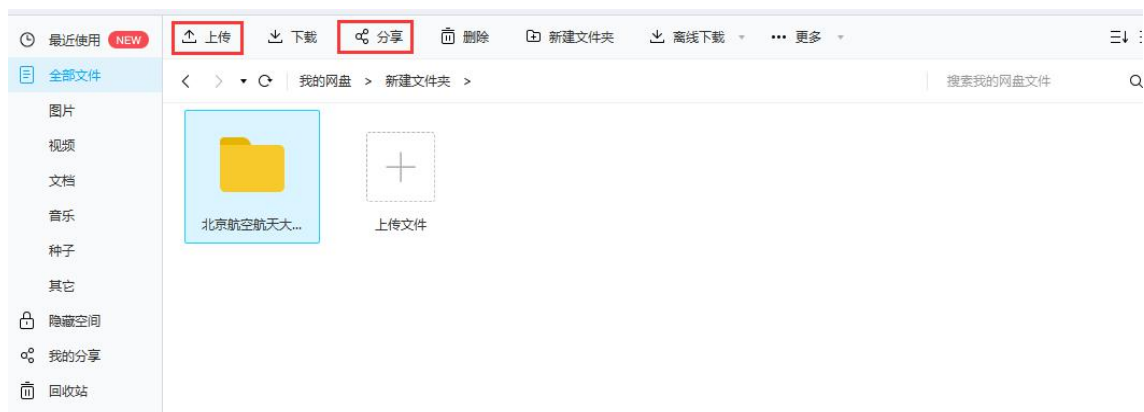 最近使用 NEW
上传 下载 分享 删除 新建文件夹 离线下载 ••• 更多
全部文件
我的网盘 > 新建文件夹 >
搜索我的网盘文件
图片
视频
文档
音乐
种子
其它
隐藏空间
我的分享
回收站
北京航空航天大...
上传文件